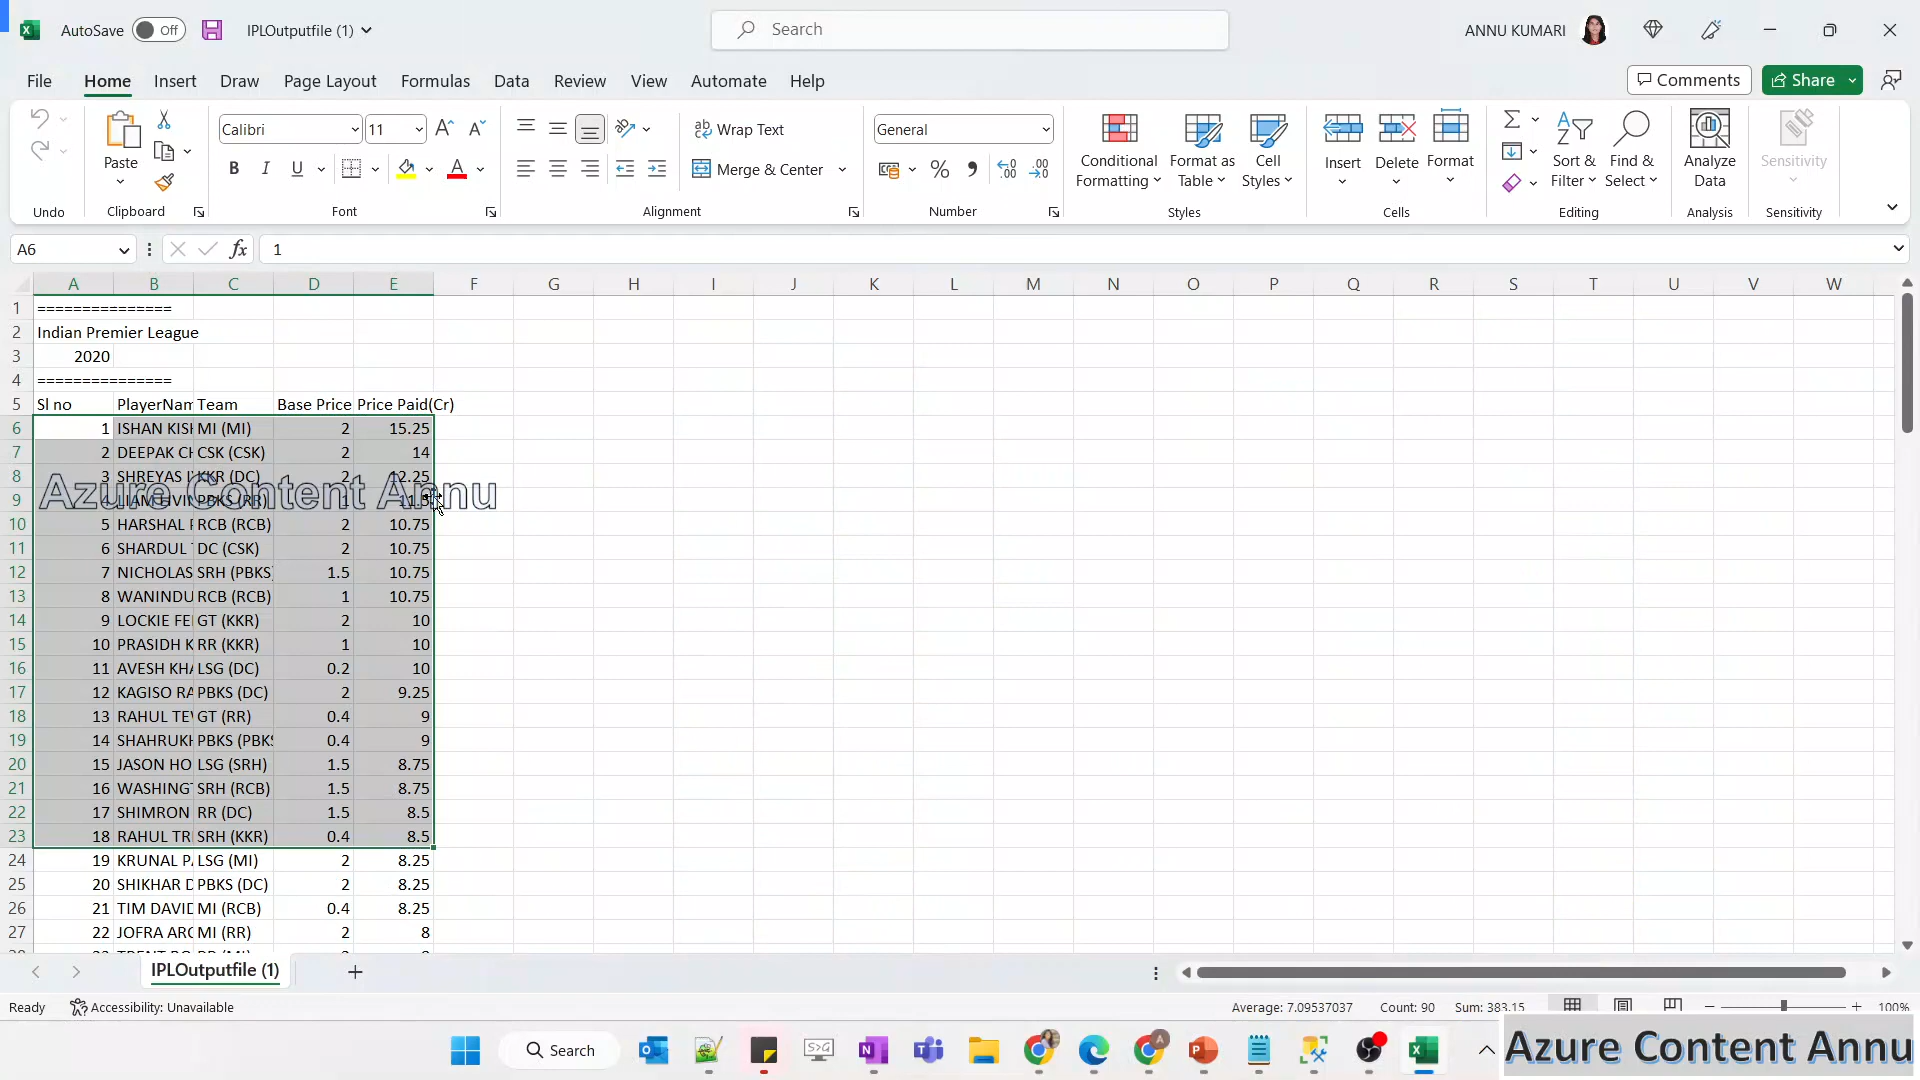 AutoSave Off IPLOutputfile (1) Search ANNU KUMARI
File Home Insert Draw Page Layout Formulas Data Review View Automate Help Comments Share
Calibri 11 Wrap Text General
Paste Conditional Formatting Format as Table Cell Styles Insert Delete Format Sort & Filter Find & Select Analyze Data Sensitivity
B I U Merge & Center
Undo Clipboard Font Alignment Number Styles Cells Editing Analysis Sensitivity
A6 fx 1
A B C D E F G H I J K L M N O P Q R S T U V W
1 ===============
2 Indian Premier League
3 2020
4 ===============
5 Sl no PlayerNam Team Base Price Price Paid(Cr)
6 1 ISHAN KISH MI (MI) 2 15.25
7 2 DEEPAK CH CSK (CSK) 2 14
8 3 SHREYAS KKR (DC) 2 12.25
Azure Content Annu
9 LIAM LIVIN PBKS (RR) 1
10 5 HARSHAL RCB (RCB) 2 10.75
11 6 SHARDUL DC (CSK) 2 10.75
12 7 NICHOLAS SRH (PBKS) 1.5 10.75
13 8 WANINDU RCB (RCB) 1 10.75
14 9 LOCKIE FE GT (KKR) 2 10
15 10 PRASIDH K RR (KKR) 1 10
16 11 AVESH KHA LSG (DC) 0.2 10
17 12 KAGISO RA PBKS (DC) 2 9.25
18 13 RAHUL TEV GT (RR) 0.4 9
19 14 SHAHRUKH PBKS (PBKS 0.4 9
20 15 JASON HO LSG (SRH) 1.5 8.75
21 16 WASHINGT SRH (RCB) 1.5 8.75
22 17 SHIMRON RR (DC) 1.5 8.5
23 18 RAHUL TRI SRH (KKR) 0.4 8.5
24 19 KRUNAL PA LSG (MI) 2 8.25
25 20 SHIKHAR D PBKS (DC) 2 8.25
26 21 TIM DAVID MI (RCB) 0.4 8.25
27 22 JOFRA ARC MI (RR) 2 8
IPLOutputfile (1)
Ready Accessibility: Unavailable Average: 7.09537037 Count: 90 Sum: 383.15 100%
Search Azure Content Annu